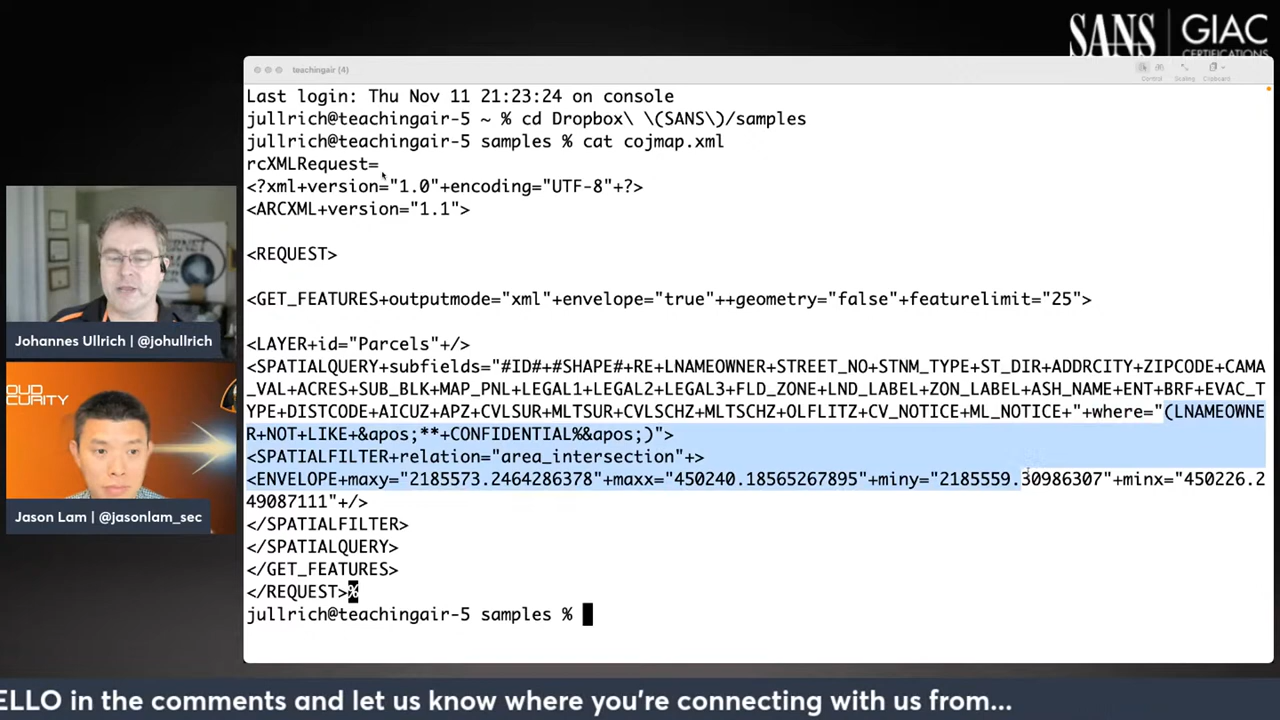 SANS GIAC
CERTIFICATIONS
teachingair (4)
Control Scaling Clipboard
Last login: Thu Nov 11 21:23:24 on console
jullrich@teachingair-5 ~ % cd Dropbox\ \(SANS\)/samples
jullrich@teachingair-5 samples % cat cojmap.xml
rcXMLRequest=
<?xml+version="1.0"+encoding="UTF-8"+?>
<ARCXML+version="1.1">
<REQUEST>
<GET_FEATURES+outputmode="xml"+envelope="true"++geometry="false"+featurelimit="25">
<LAYER+id="Parcels"+/>
<SPATIALQUERY+subfields="#ID#+#SHAPE#+RE+LNAMEOWNER+STREET_NO+STNM_TYPE+ST_DIR+ADDRCITY+ZIPCODE+CAMA
_VAL+ACRES+SUB_BLK+MAP_PNL+LEGAL1+LEGAL2+LEGAL3+FLD_ZONE+LND_LABEL+ZON_LABEL+ASH_NAME+ENT+BRF+EVAC_T
YPE+DISTCODE+AICUZ+APZ+CVLSUR+MLTSUR+CVLSCHZ+MLTSCHZ+OLFLITZ+CV_NOTICE+ML_NOTICE+"+where="(LNAMEOWNE
R+NOT+LIKE+&apos;**+CONFIDENTIAL%&apos;)">
<SPATIALFILTER+relation="area_intersection"+>
<ENVELOPE+maxy="2185573.2464286378"+maxx="450240.18565267895"+miny="2185559.30986307"+minx="450226.2
49087111"+/>
</SPATIALFILTER>
</SPATIALQUERY>
</GET_FEATURES>
</REQUEST>%
jullrich@teachingair-5 samples %
Johannes Ullrich | @johullrich
OUD
CURITY
Jason Lam | @jasonlam_sec
ELLO in the comments and let us know where you're connecting with us from...